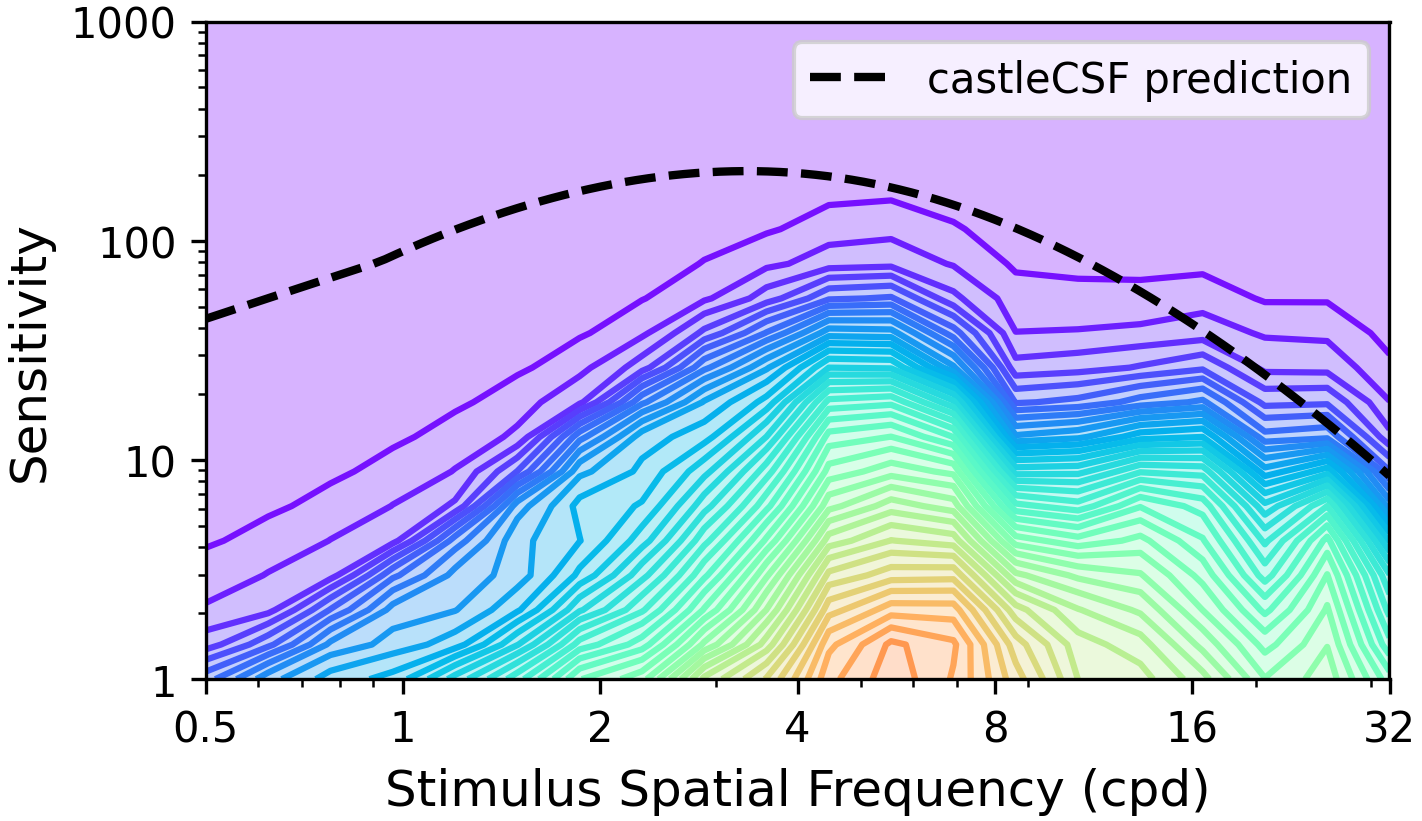 1000
castleCSF prediction
100
10
1
Sensitivity
0.5 1 2 4 8 16 32
Stimulus Spatial Frequency (cpd)